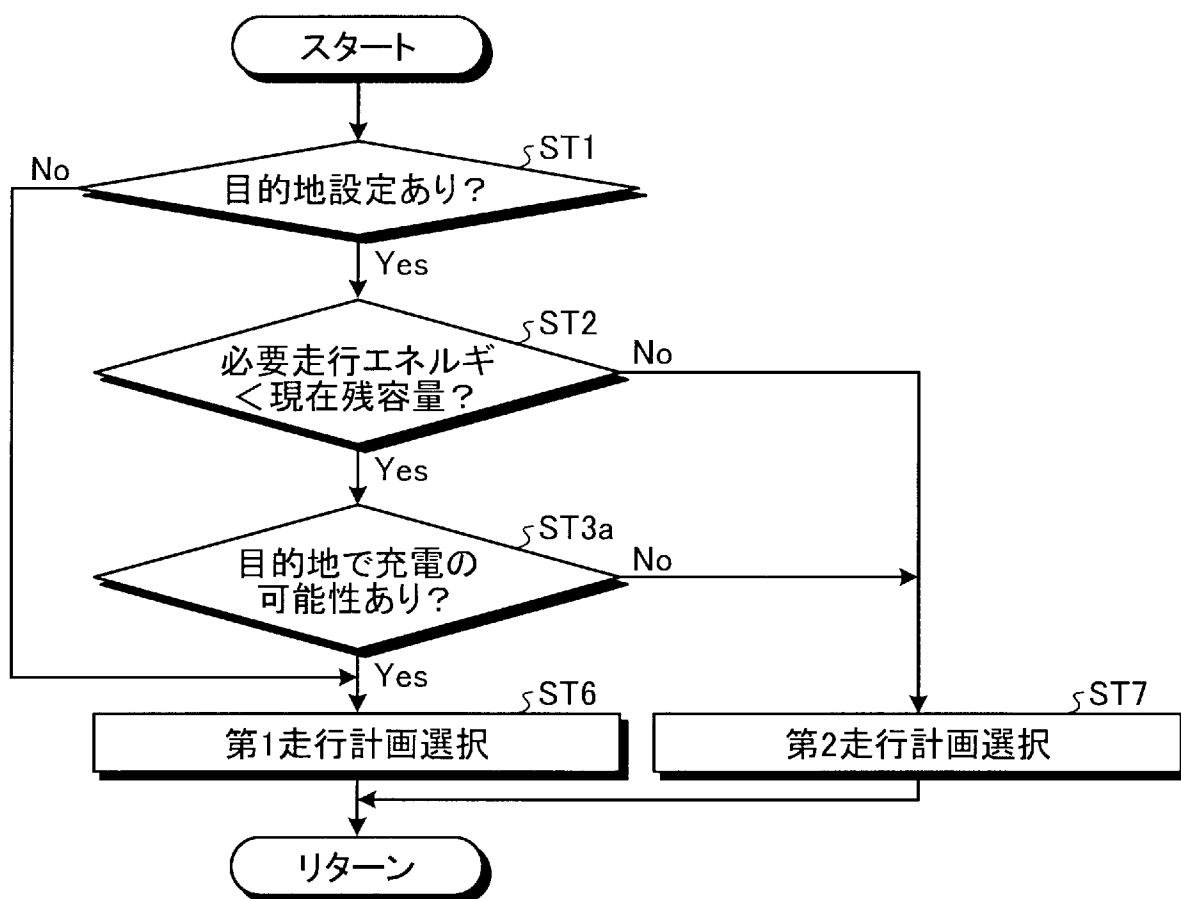 スタート
ST1
No
目的地設定あり？
Yes
ST2
No
必要走行エネルギ
＜現在残容量？
Yes
ST3a
No
目的地で充電の
可能性あり？
Yes
ST6
ST7
第1走行計画選択
第2走行計画選択
リターン